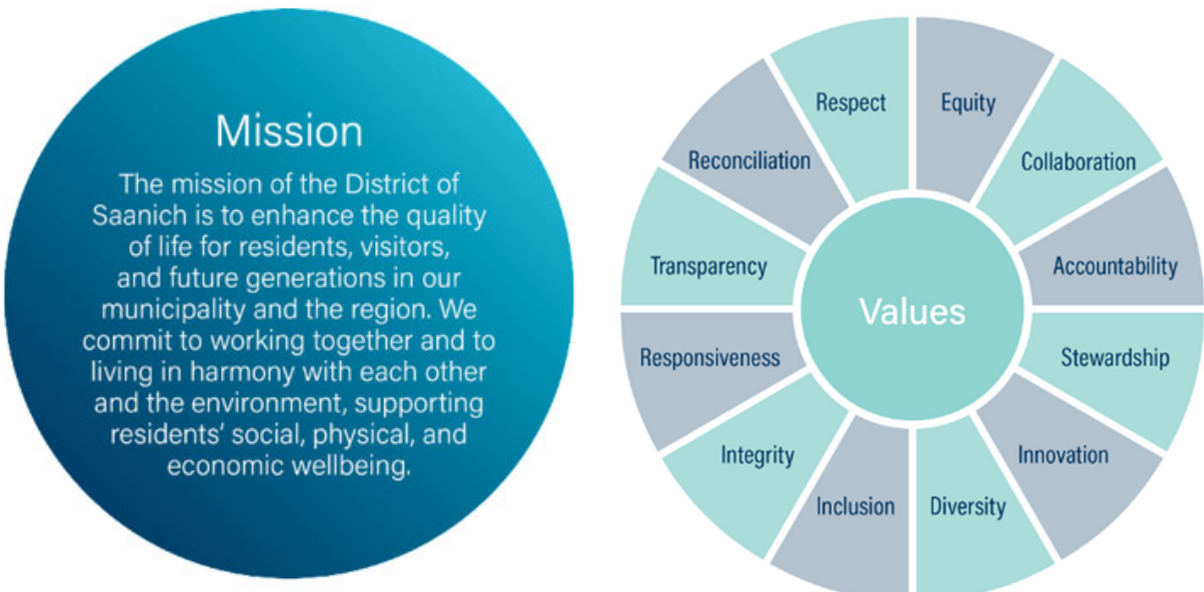 Mission
The mission of the District of
Saanich is to enhance the quality
of life for residents, visitors,
and future generations in our
municipality and the region. We
commit to working together and to
living in harmony with each other
and the environment, supporting
residents’ social, physical, and
economic wellbeing.
Values
Equity
Collaboration
Accountability
Stewardship
Innovation
Diversity
Inclusion
Integrity
Responsiveness
Transparency
Reconciliation
Respect